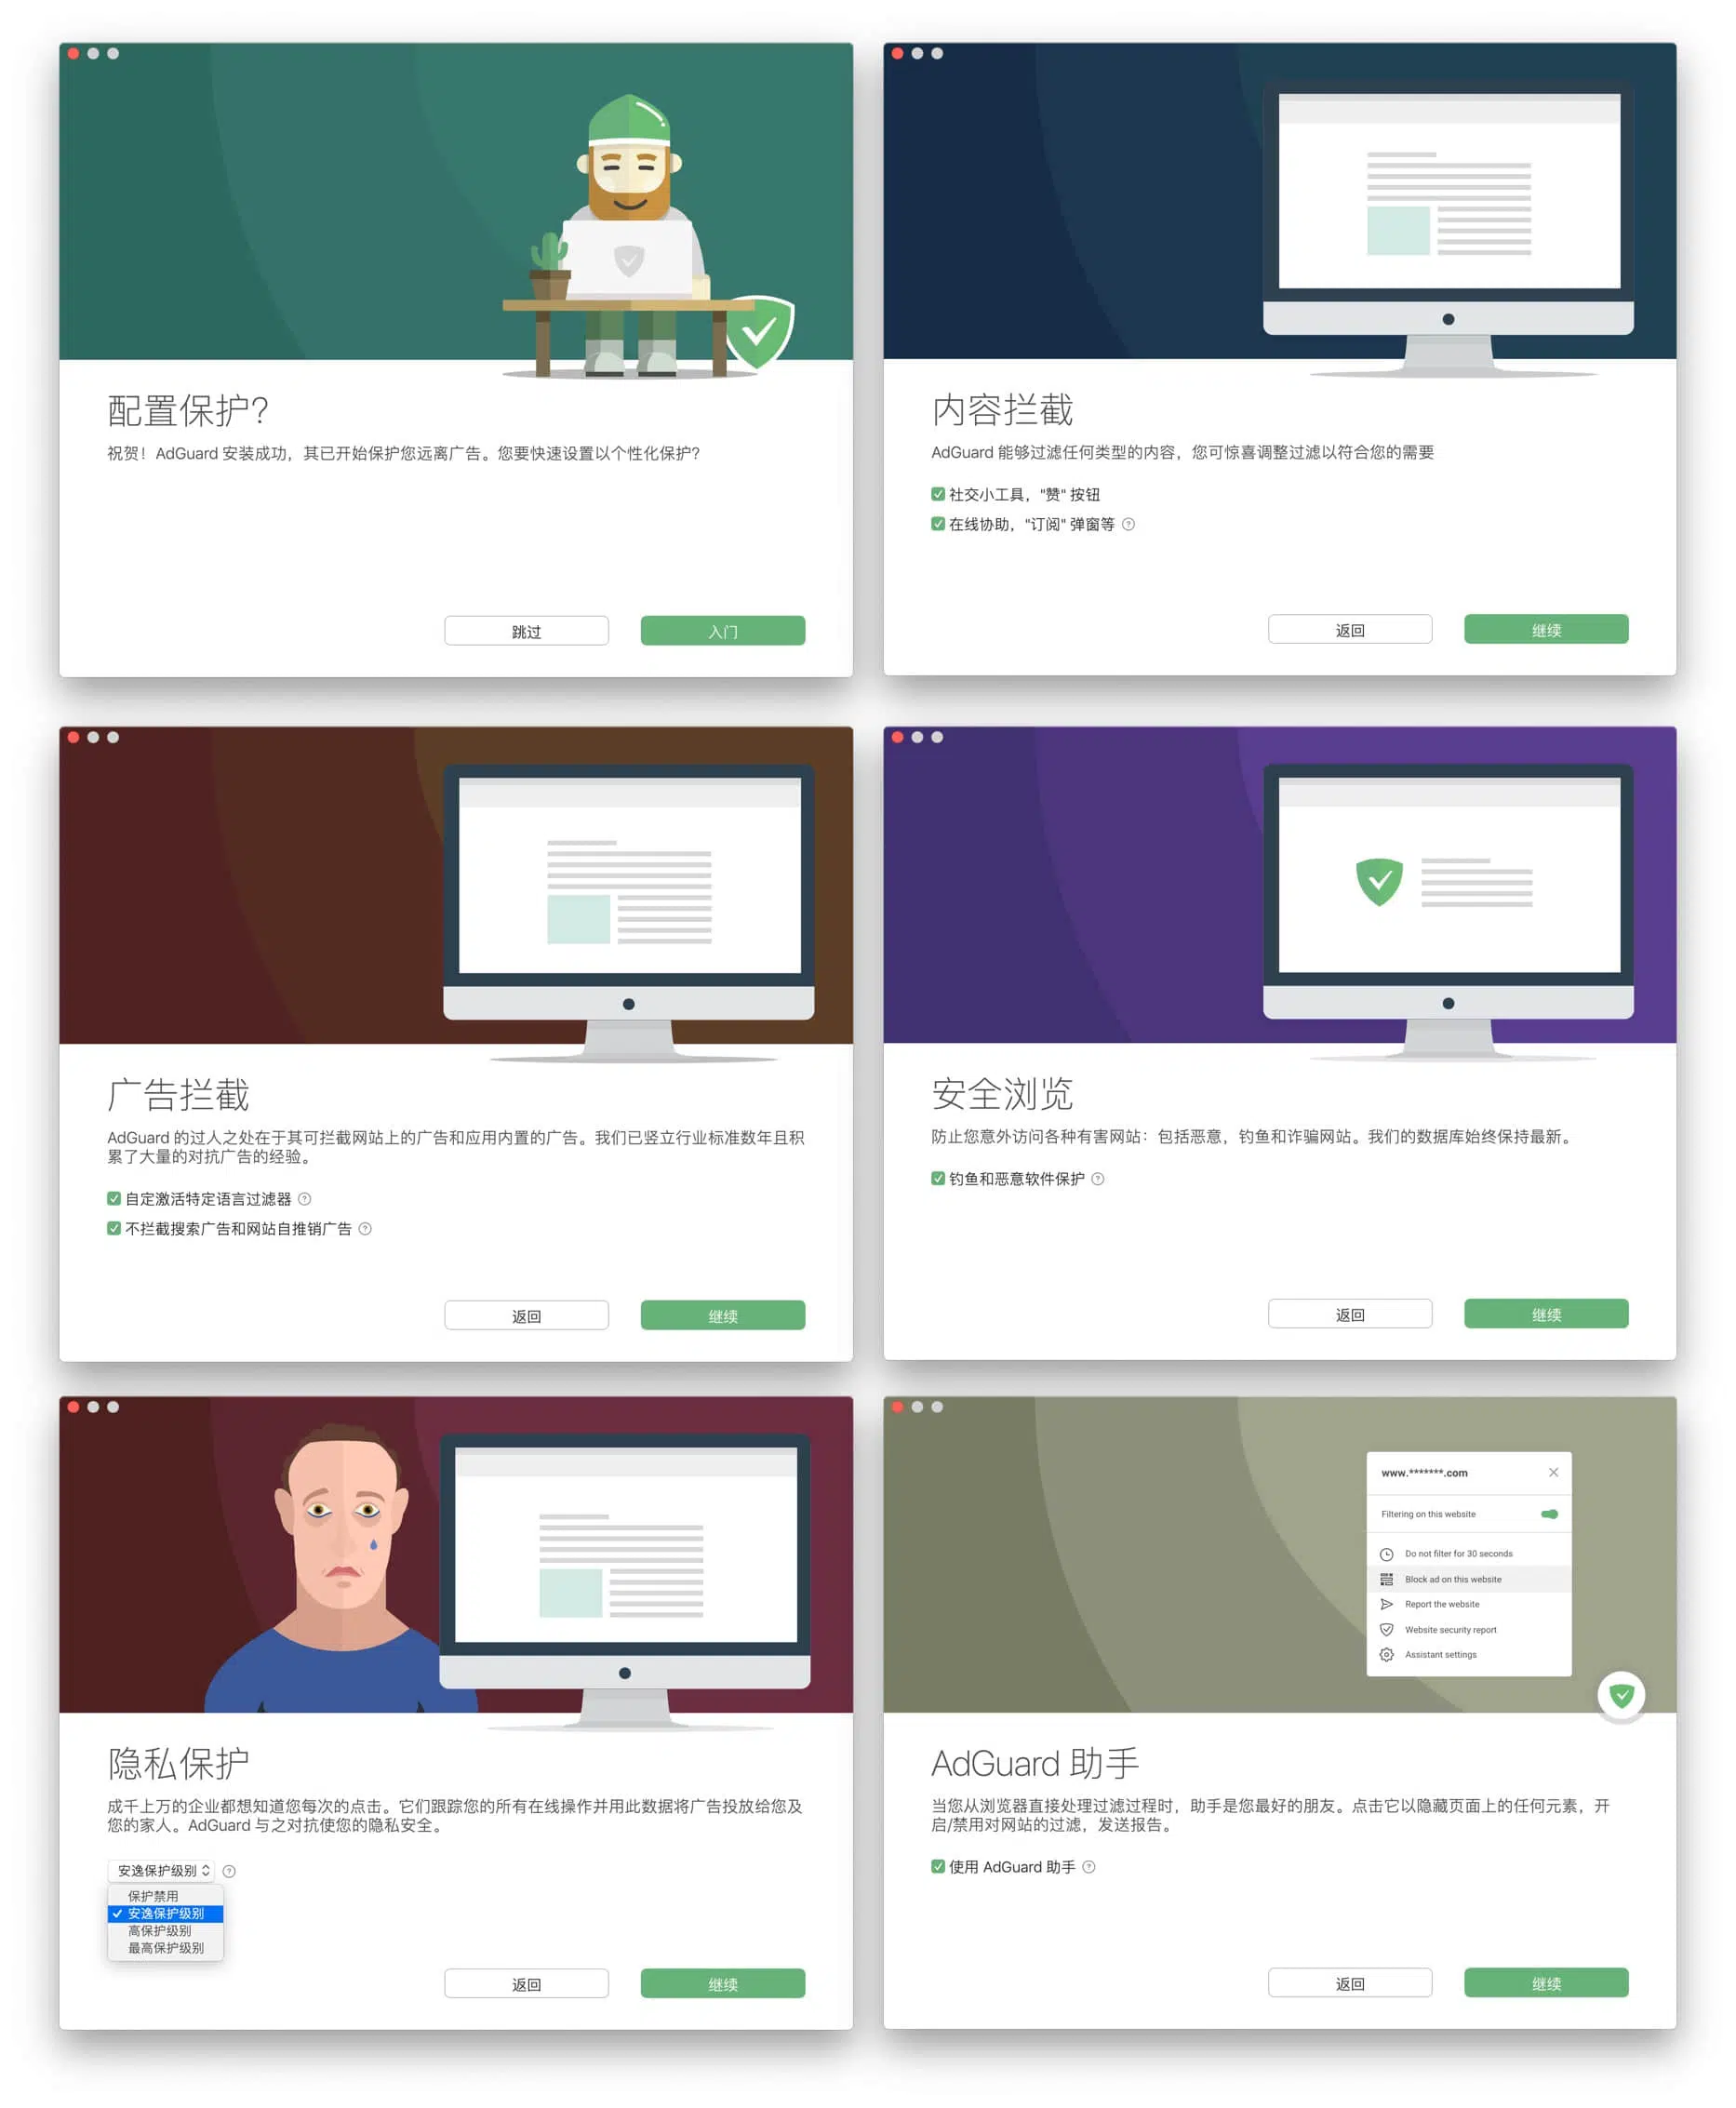 配置保护?
祝贺！AdGuard 安装成功，其已开始保护您远离广告。您要快速设置以个性化保护?
跳过
入门
内容拦截
AdGuard 能够过滤任何类型的内容，您可惊喜调整过滤以符合您的需要
社交小工具，"赞" 按钮
在线协助，"订阅" 弹窗等 ?
返回
继续
广告拦截
AdGuard 的过人之处在于其可拦截网站上的广告和应用内置的广告。我们已竖立行业标准数年且积
累了大量的对抗广告的经验。
自定激活特定语言过滤器 ?
不拦截搜索广告和网站自推销广告 ?
返回
继续
安全浏览
防止您意外访问各种有害网站：包括恶意，钓鱼和诈骗网站。我们的数据库始终保持最新。
钓鱼和恶意软件保护 ?
返回
继续
隐私保护
成千上万的企业都想知道您每次的点击。它们跟踪您的所有在线操作并用此数据将广告投放给您及
您的家人。AdGuard 与之对抗使您的隐私安全。
安逸保护级别 ?
保护禁用
安逸保护级别
高保护级别
最高保护级别
返回
继续
www.*******.com
Filtering on this website
Do not filter for 30 seconds
Block ad on this website
Report the website
Website security report
Assistant settings
AdGuard 助手
当您从浏览器直接处理过滤过程时，助手是您最好的朋友。点击它以隐藏页面上的任何元素，开
启/禁用对网站的过滤，发送报告。
使用 AdGuard 助手 ?
返回
继续